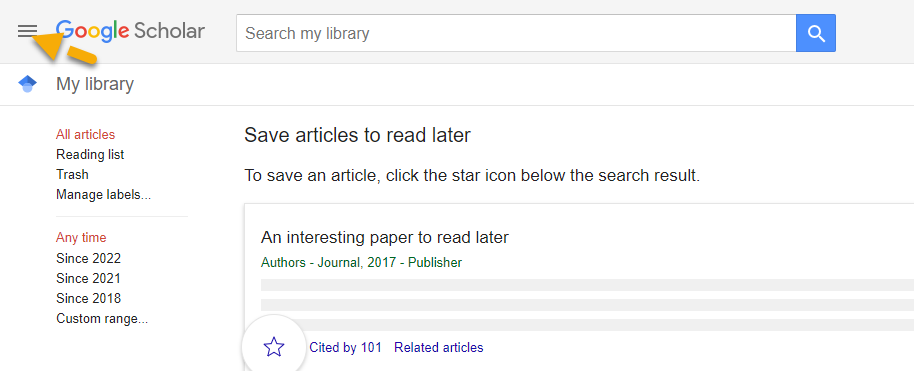 Google Scholar
Search my library
My library
All articles
Reading list
Trash
Manage labels...
Any time
Since 2022
Since 2021
Since 2018
Custom range...
Save articles to read later
To save an article, click the star icon below the search result.
An interesting paper to read later
Authors - Journal, 2017 - Publisher
Cited by 101 Related articles